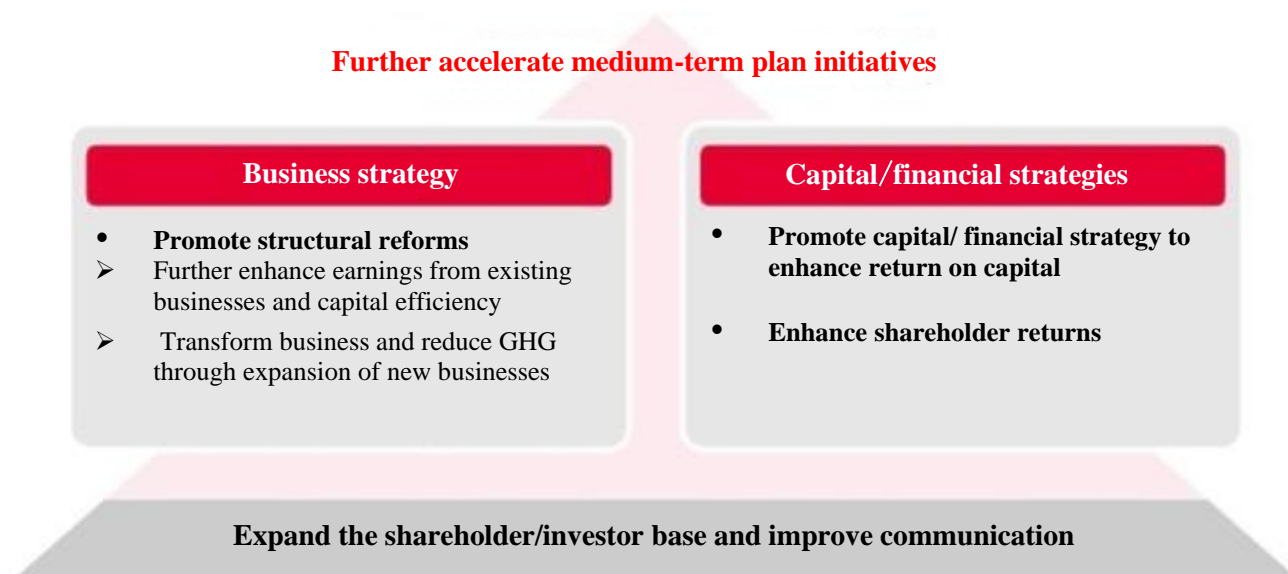 Further accelerate medium-term plan initiatives
Business strategy
• Promote structural reforms
➢ Further enhance earnings from existing
businesses and capital efficiency
➢ Transform business and reduce GHG
through expansion of new businesses
Capital/financial strategies
• Promote capital/ financial strategy to
enhance return on capital
• Enhance shareholder returns
Expand the shareholder/investor base and improve communication